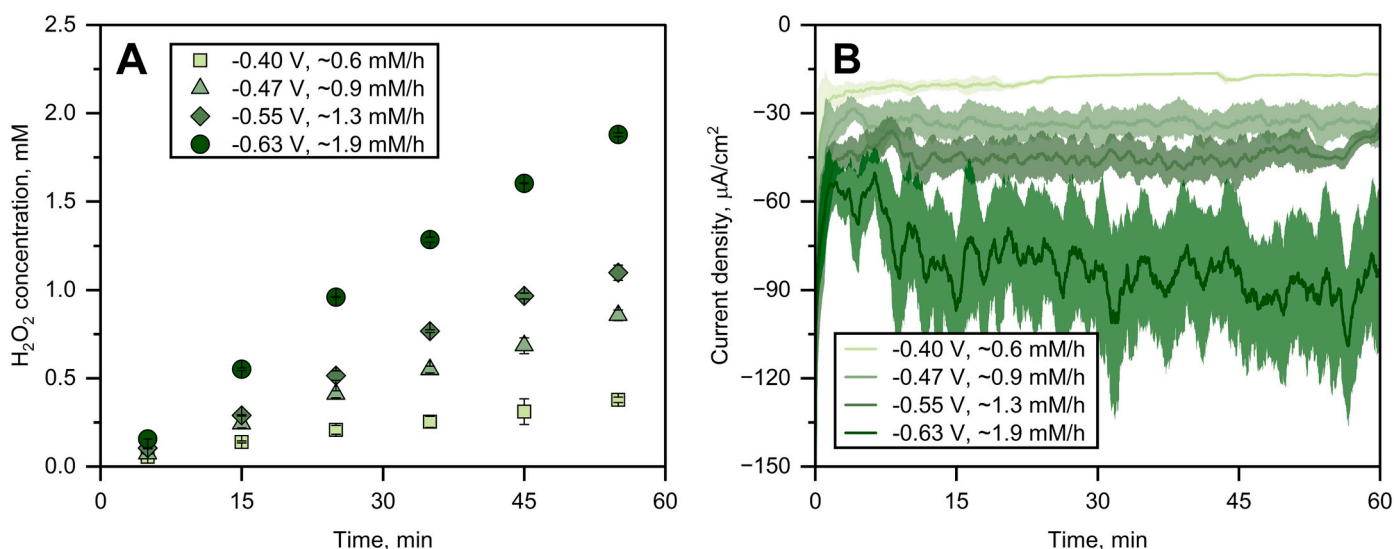 A
-0.40 V, ~0.6 mM/h
-0.47 V, ~0.9 mM/h
-0.55 V, ~1.3 mM/h
-0.63 V, ~1.9 mM/h
H₂O₂ concentration, mM
2.5
2.0
1.5
1.0
0.5
0.0
0 15 30 45 60
Time, min
B
Current density, μA/cm²
0
−30
−60
−90
−120
−150
-0.40 V, ~0.6 mM/h
-0.47 V, ~0.9 mM/h
-0.55 V, ~1.3 mM/h
-0.63 V, ~1.9 mM/h
0 15 30 45 60
Time, min